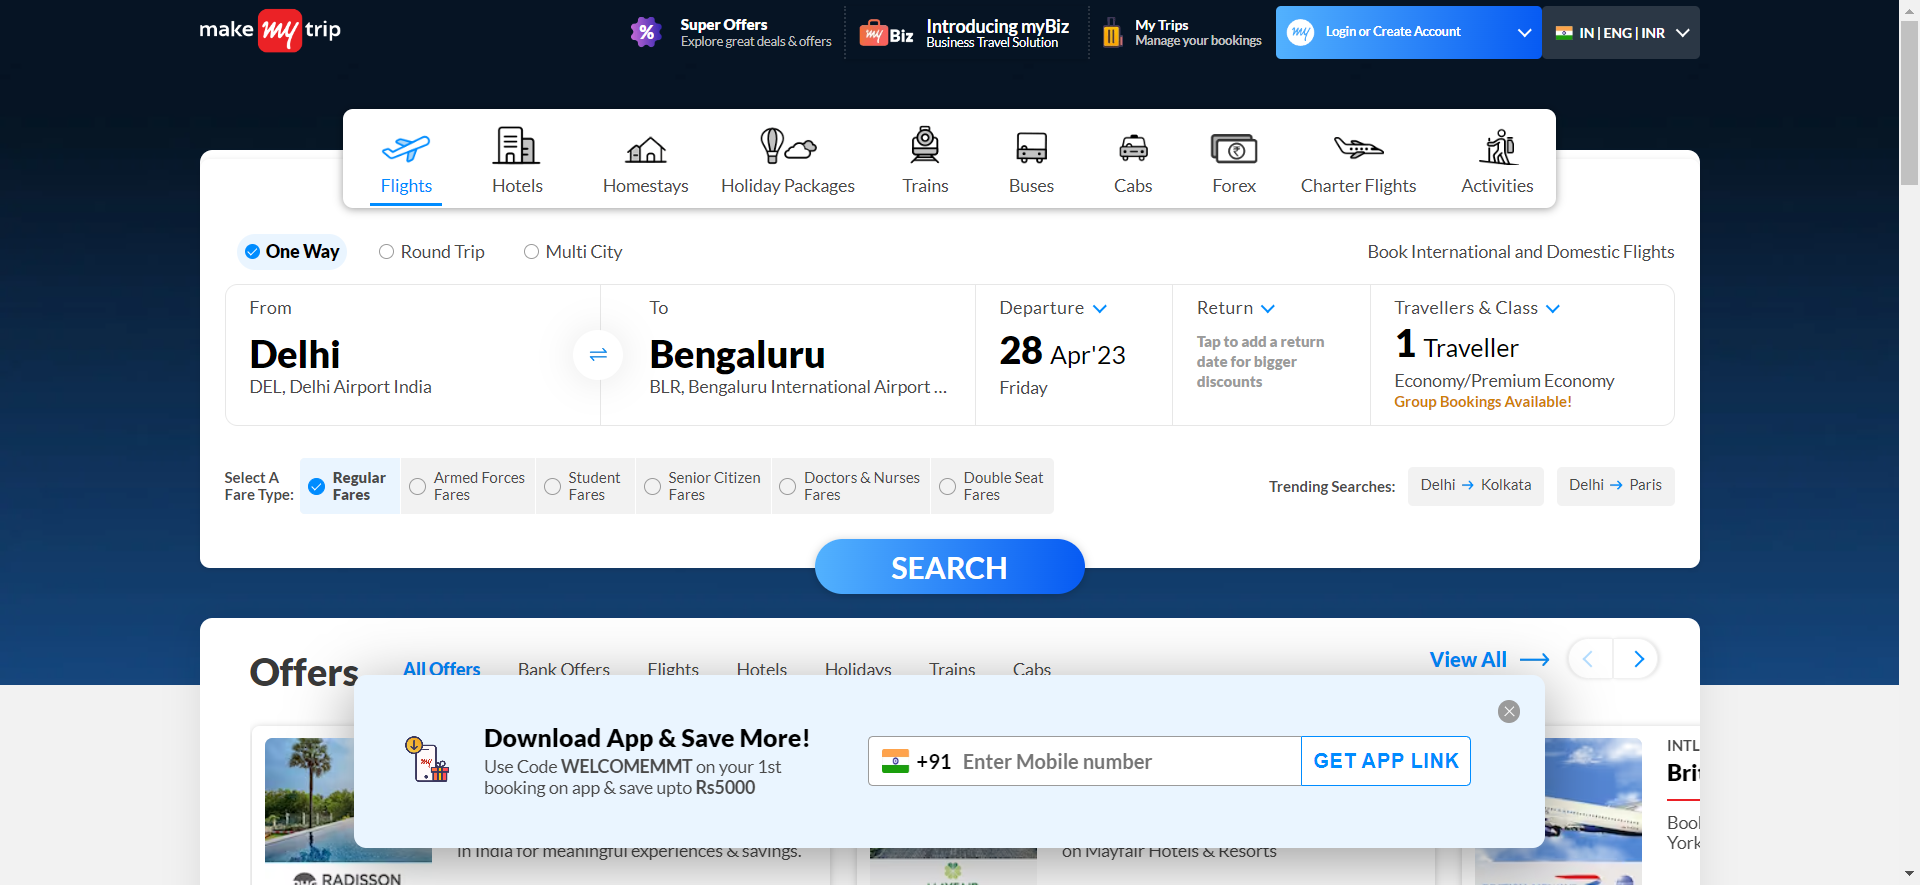 make my trip
%
Super Offers
Explore great deals & offers
my Biz
Introducing myBiz
Business Travel Solution
My Trips
Manage your bookings
my
Login or Create Account
IN | ENG | INR
Flights
Hotels
Homestays
Holiday Packages
Trains
Buses
Cabs
Forex
Charter Flights
Activities
One Way
Round Trip
Multi City
Book International and Domestic Flights
From
Delhi
DEL, Delhi Airport India
To
Bengaluru
BLR, Bengaluru International Airport ...
Departure
28 Apr'23
Friday
Return
Tap to add a return
date for bigger
discounts
Travellers & Class
1 Traveller
Economy/Premium Economy
Group Bookings Available!
Select A
Fare Type:
Regular
Fares
Armed Forces
Fares
Student
Fares
Senior Citizen
Fares
Doctors & Nurses
Fares
Double Seat
Fares
Trending Searches:
Delhi → Kolkata
Delhi → Paris
SEARCH
Offers
All Offers
Bank Offers
Flights
Hotels
Holidays
Trains
Cabs
View All
Download App & Save More!
Use Code WELCOMEMMT on your 1st
booking on app & save upto Rs5000
+91 Enter Mobile number
GET APP LINK
in India for meaningful experiences & savings.
RADISSON
on Mayfair Hotels & Resorts
INTL
Brit
Book
York